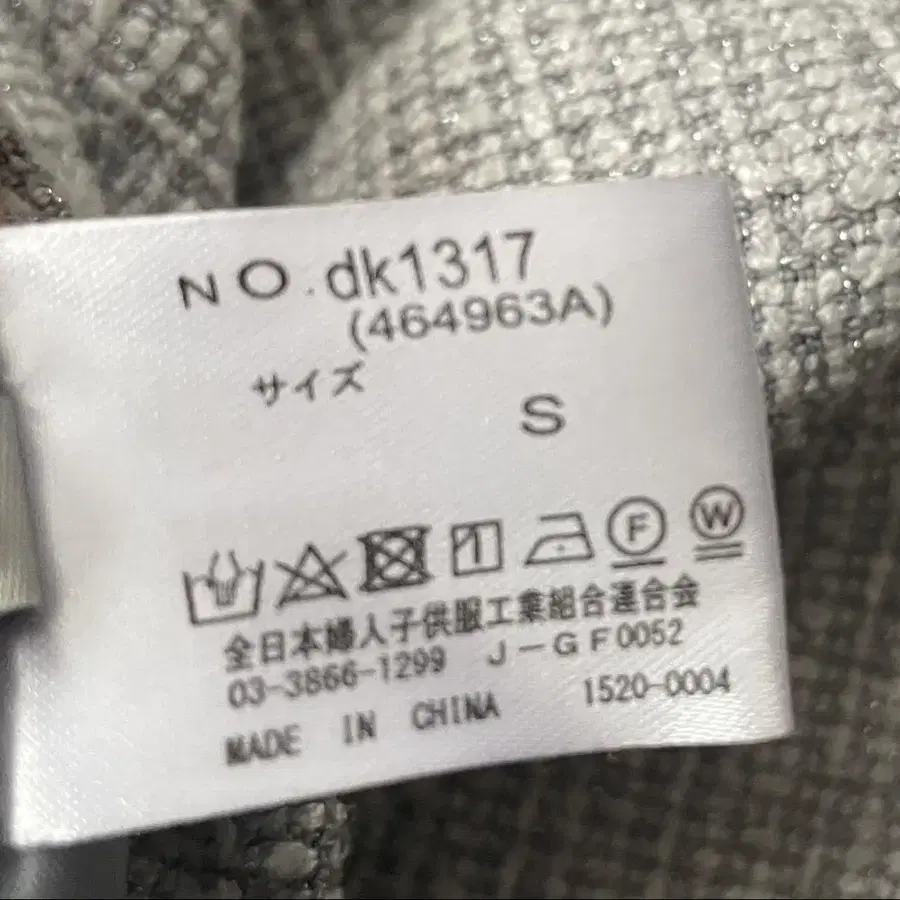 NO.dk1317
(464963A)
サイズ
S
F W
全日本婦人子供服工業組合連合会
03-3866-1299 J-GF0052
MADE IN CHINA 1520-0004